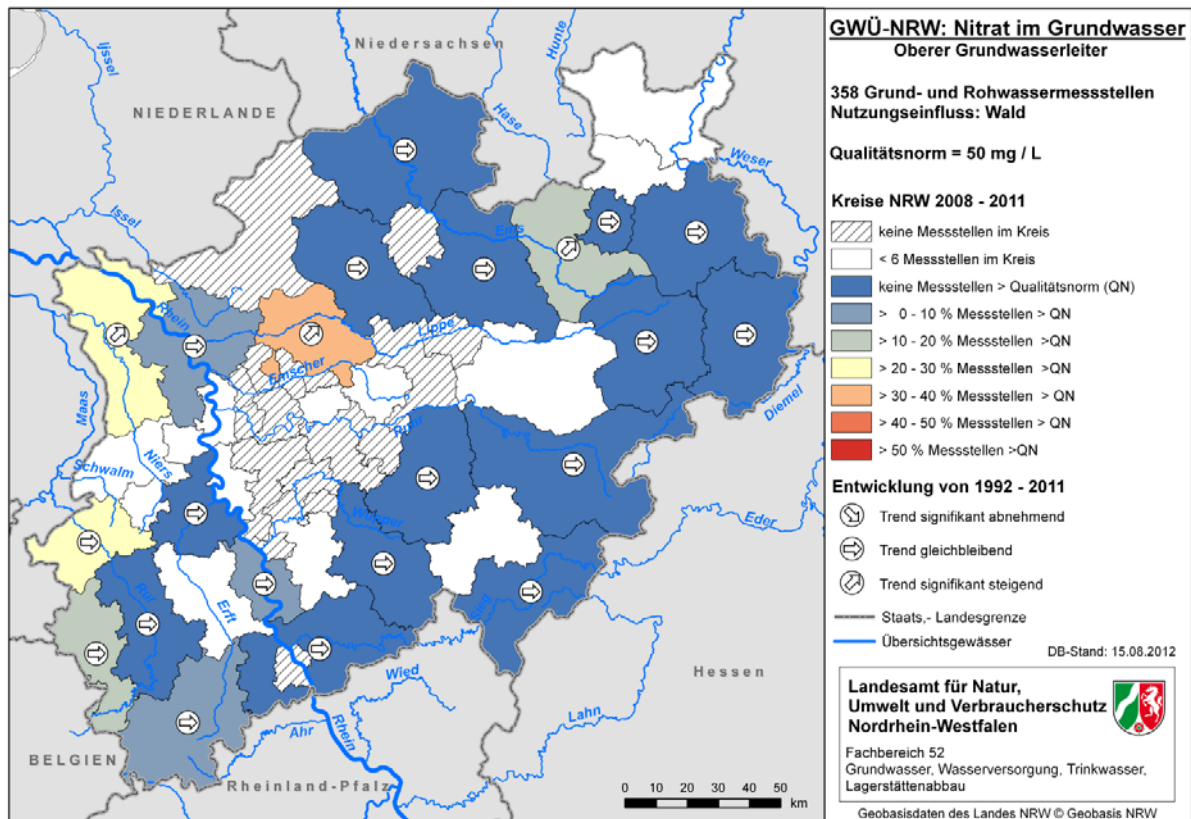 GWÜ-NRW: Nitrat im Grundwasser
Oberer Grundwasserleiter
358 Grund- und Rohwassermessstellen
Nutzungseinfluss: Wald
Qualitätsnorm = 50 mg / L
Kreise NRW 2008 - 2011
keine Messstellen im Kreis
< 6 Messstellen im Kreis
keine Messstellen > Qualitätsnorm (QN)
> 0 - 10 % Messstellen > QN
> 10 - 20 % Messstellen >QN
> 20 - 30 % Messstellen >QN
> 30 - 40 % Messstellen > QN
> 40 - 50 % Messstellen > QN
> 50 % Messstellen >QN
Entwicklung von 1992 - 2011
Trend signifikant abnehmend
Trend gleichbleibend
Trend signifikant steigend
Staats,- Landesgrenze
Übersichtsgewässer
DB-Stand: 15.08.2012
Landesamt für Natur,
Umwelt und Verbraucherschutz
Nordrhein-Westfalen
Fachbereich 52
Grundwasser, Wasserversorgung, Trinkwasser,
Lagerstättenabbau
Geobasisdaten des Landes NRW © Geobasis NRW
Ijssel
Niedersachsen
Hunte
NIEDERLANDE
Hase
Weser
Issel
Ems
Rhein
Lippe
Emscher
Maas
Diemel
Ruhr
Niers
Schwalm
Wupper
Eder
Rur
Erft
Sieg
Hessen
Wied
Lahn
Ahr
Rhein
BELGIEN
Rheinland-Pfalz
0 10 20 30 40 50
km